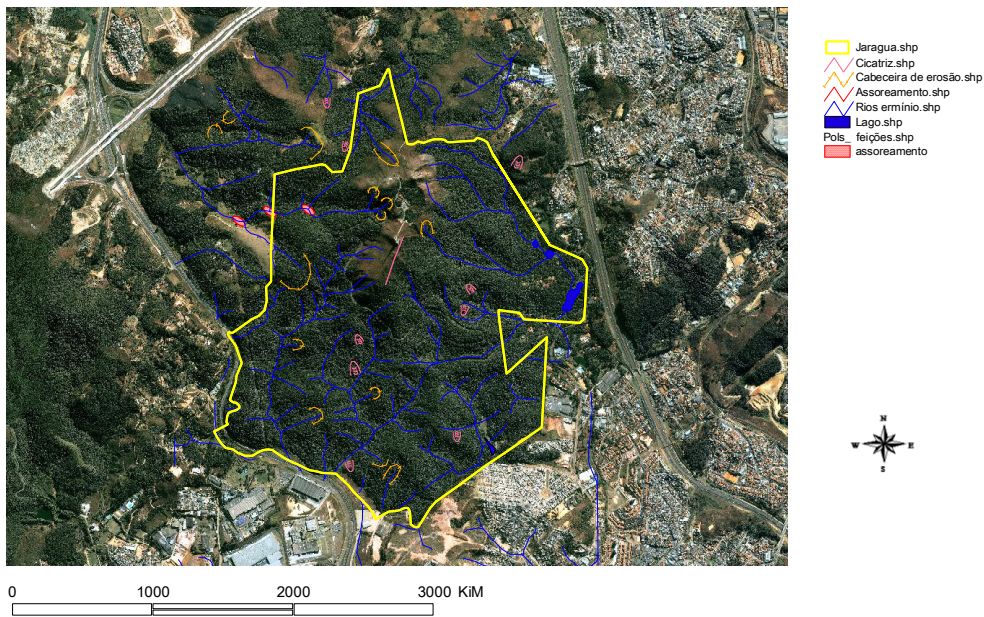 Jaragua.shp
Cicatriz.shp
Cabeceira de erosão.shp
Assoreamento.shp
Rios ermínio.shp
Lago.shp
Pols_ feições.shp
assoreamento
N
W E
S
0 1000 2000 3000 KiM